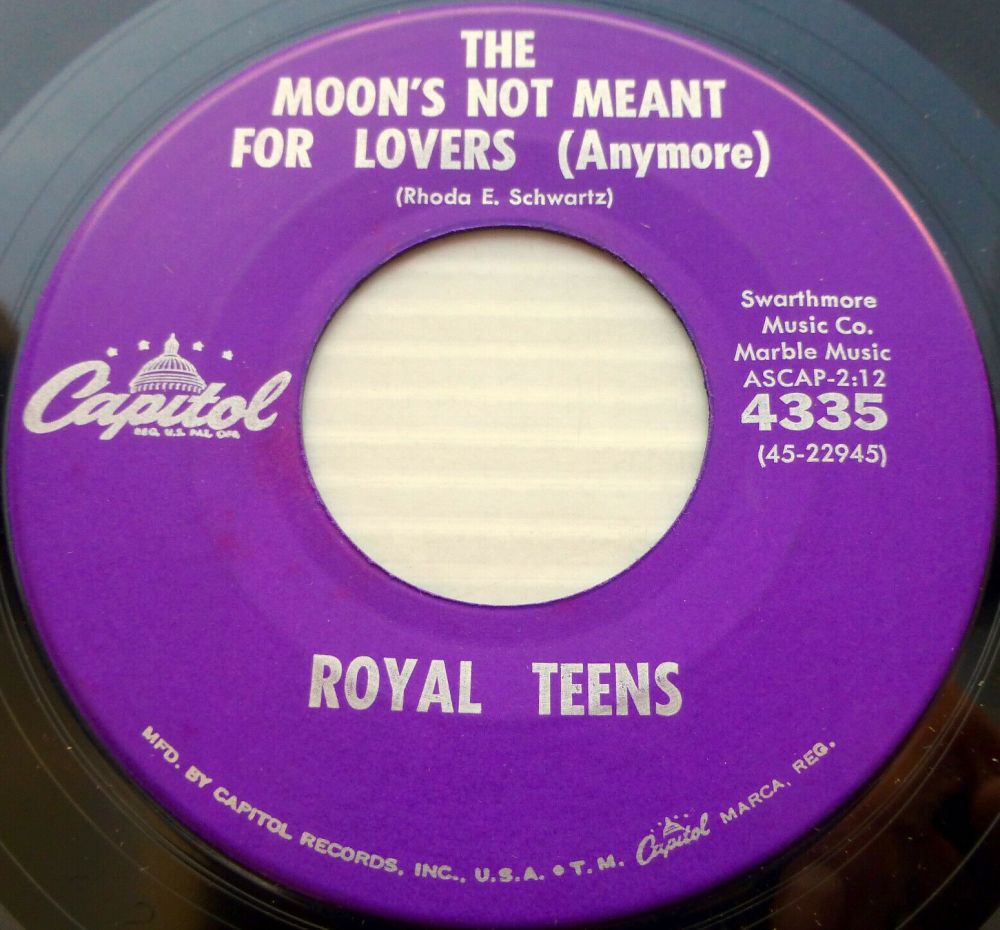 THE
MOON'S NOT MEANT
FOR LOVERS (Anymore)
(Rhoda E. Schwartz)
Swarthmore
Music Co.
Marble Music
ASCAP-2:12
4335
(45-22945)
Capitol
REG. U.S. PAT. OFF.
ROYAL TEENS
MFD. BY CAPITOL RECORDS, INC., U.S.A. • T.M. Capitol MARCA. REG.